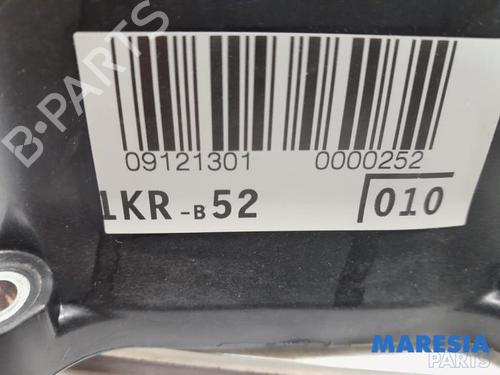 09121301 0000252
1KR-B52 010
B-PARTS
MARESIA
PARTS